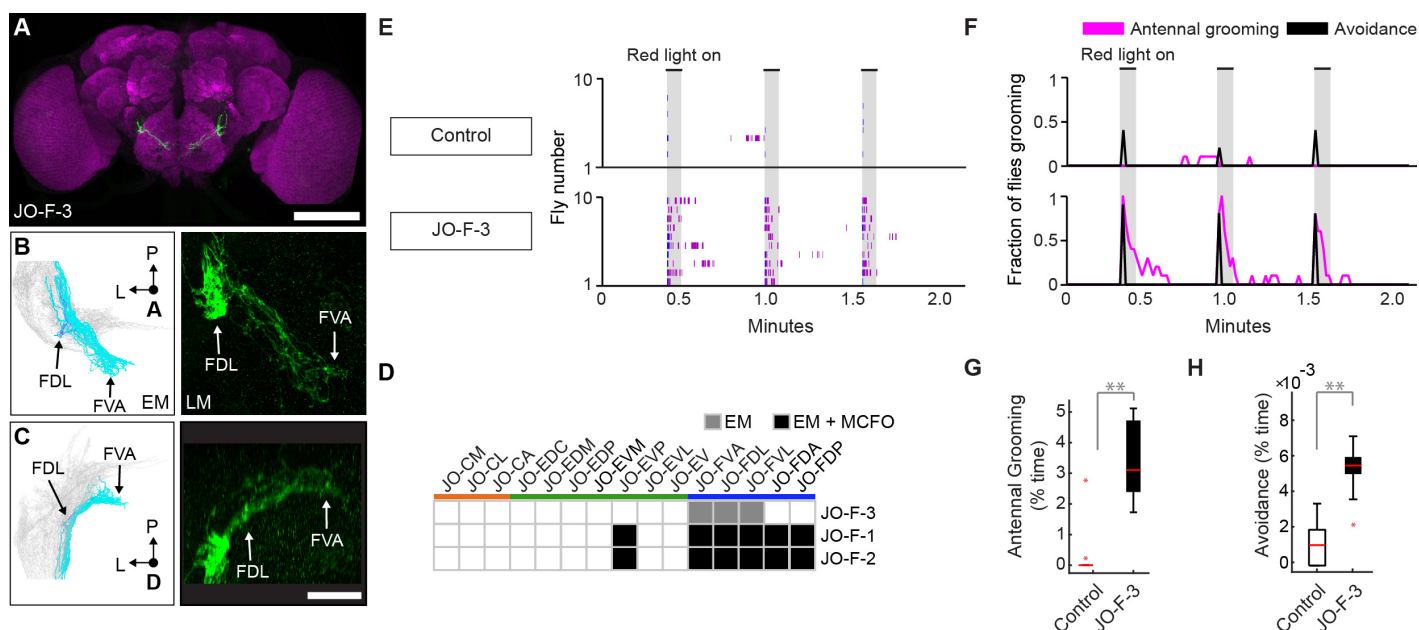 A
JO-F-3
B
P
L
A
FDL
FVA
EM
FDL
FVA
LM
C
FDL
FVA
P
L
D
FDL
FVA
D
EM
EM + MCFO
JO-CM
JO-CL
JO-CA
JO-EDC
JO-EDM
JO-EDP
JO-EVM
JO-EVP
JO-EVL
JO-EV
JO-FVA
JO-FDL
JO-FVL
JO-FDA
JO-FDP
JO-F-3
JO-F-1
JO-F-2
E
Red light on
Control
JO-F-3
Fly number
10
1
10
1
0
0.5
1.0
1.5
2.0
Minutes
F
Antennal grooming
Avoidance
Red light on
Fraction of flies grooming
1
0.5
0
1
0.5
0
0
0.5
1.0
1.5
2.0
Minutes
G
**
Antennal Grooming
(% time)
5
4
3
2
1
0
Control
JO-F-3
H
×10⁻³
**
Avoidance (% time)
8
6
4
2
0
Control
JO-F-3